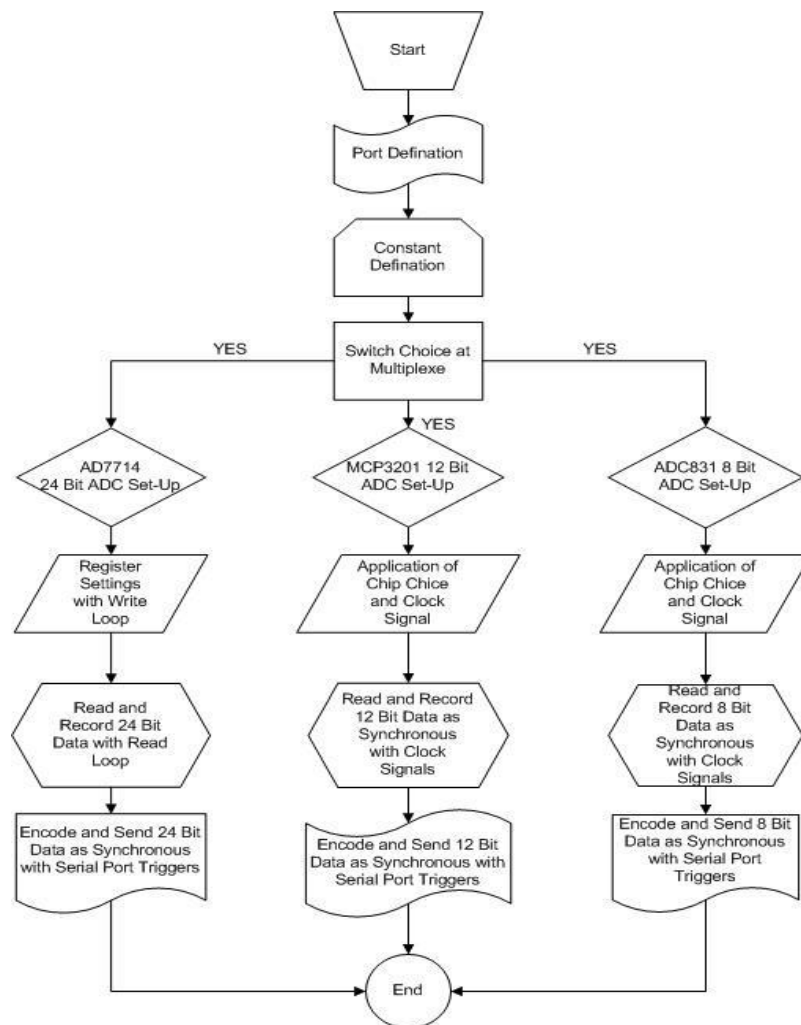 Start
Port Defination
Constant
Defination
Switch Choice at
Multiplexe
YES
YES
YES
AD7714
24 Bit ADC Set-Up
MCP3201 12 Bit
ADC Set-Up
ADC831 8 Bit
ADC Set-Up
Register
Settings
with Write
Loop
Application of
Chip Chice
and Clock
Signal
Application of
Chip Chice
and Clock
Signal
Read and
Record 24 Bit
Data with Read
Loop
Read and Record
12 Bit Data as
Synchronous
with Clock
Signals
Read and
Record 8 Bit
Data as
Synchronous
with Clock
Signals
Encode and Send 24 Bit
Data as Synchronous
with Serial Port Triggers
Encode and Send 12 Bit
Data as Synchronous with
Serial Port Triggers
Encode and Send 8 Bit
Data as Synchronous
with Serial Port
Triggers
End